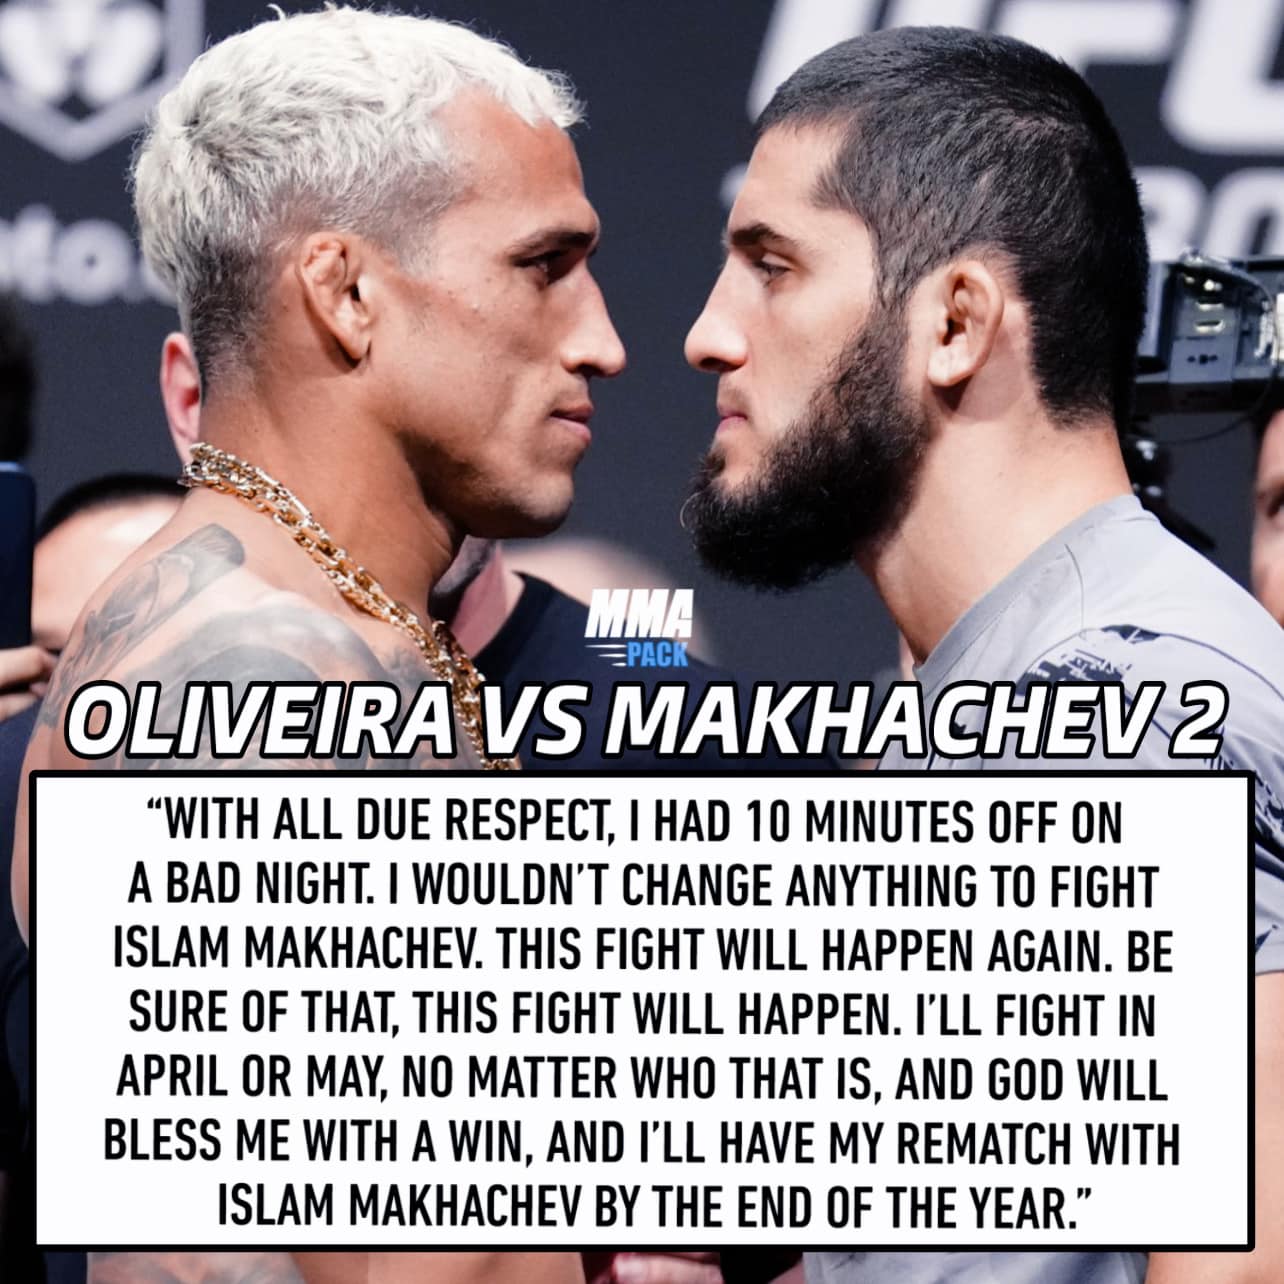 UFC
to.
MMA
PACK
OLIVEIRA VS MAKHACHEV 2
“WITH ALL DUE RESPECT, I HAD 10 MINUTES OFF ON
A BAD NIGHT. I WOULDN’T CHANGE ANYTHING TO FIGHT
ISLAM MAKHACHEV. THIS FIGHT WILL HAPPEN AGAIN. BE
SURE OF THAT, THIS FIGHT WILL HAPPEN. I’LL FIGHT IN
APRIL OR MAY, NO MATTER WHO THAT IS, AND GOD WILL
BLESS ME WITH A WIN, AND I’LL HAVE MY REMATCH WITH
ISLAM MAKHACHEV BY THE END OF THE YEAR.”